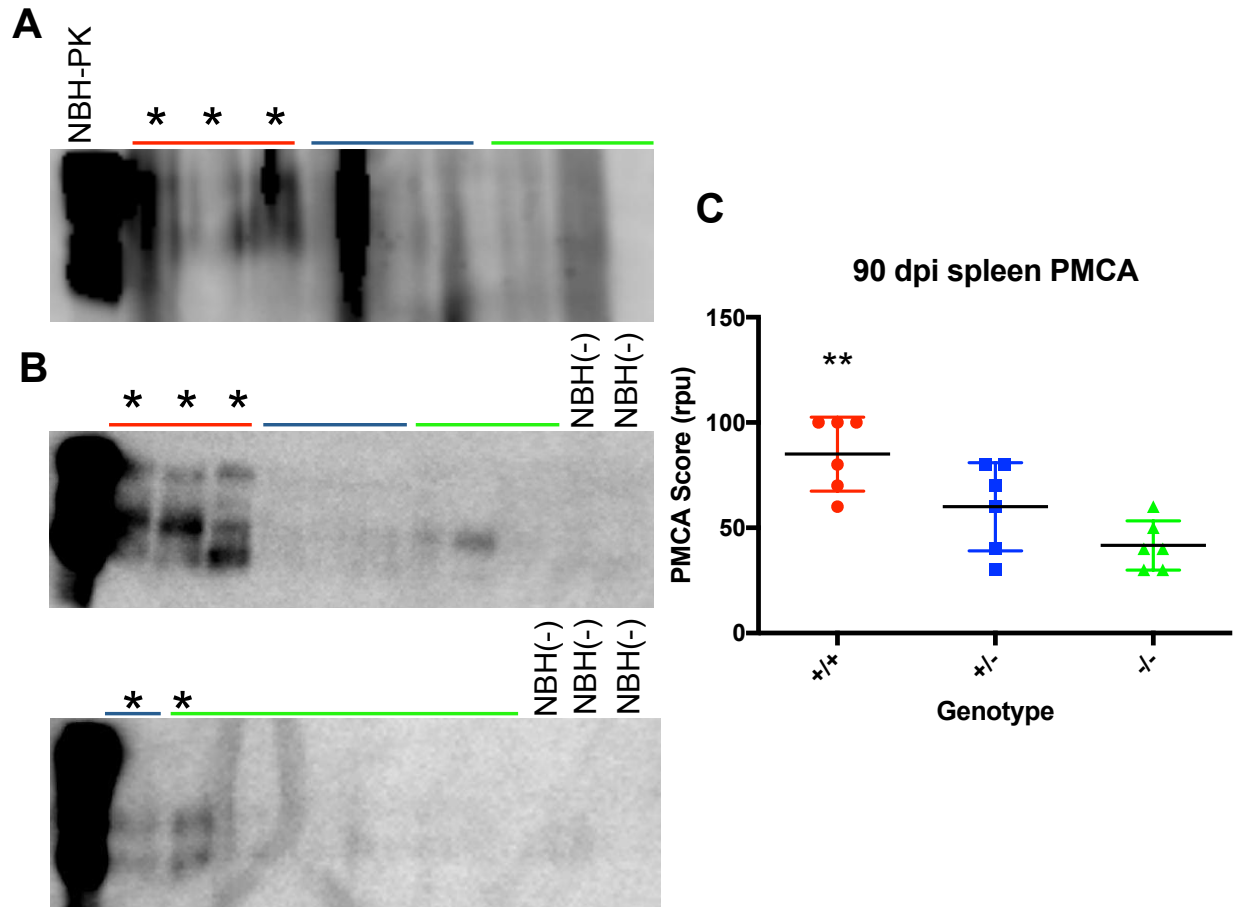 A
NBH-PK
* * *
B
* * *
NBH(-)
NBH(-)
* *
NBH(-)
NBH(-)
NBH(-)
C
90 dpi spleen PMCA
**
PMCA Score (rpu)
150
100
50
0
+/+
+/-
-/-
Genotype